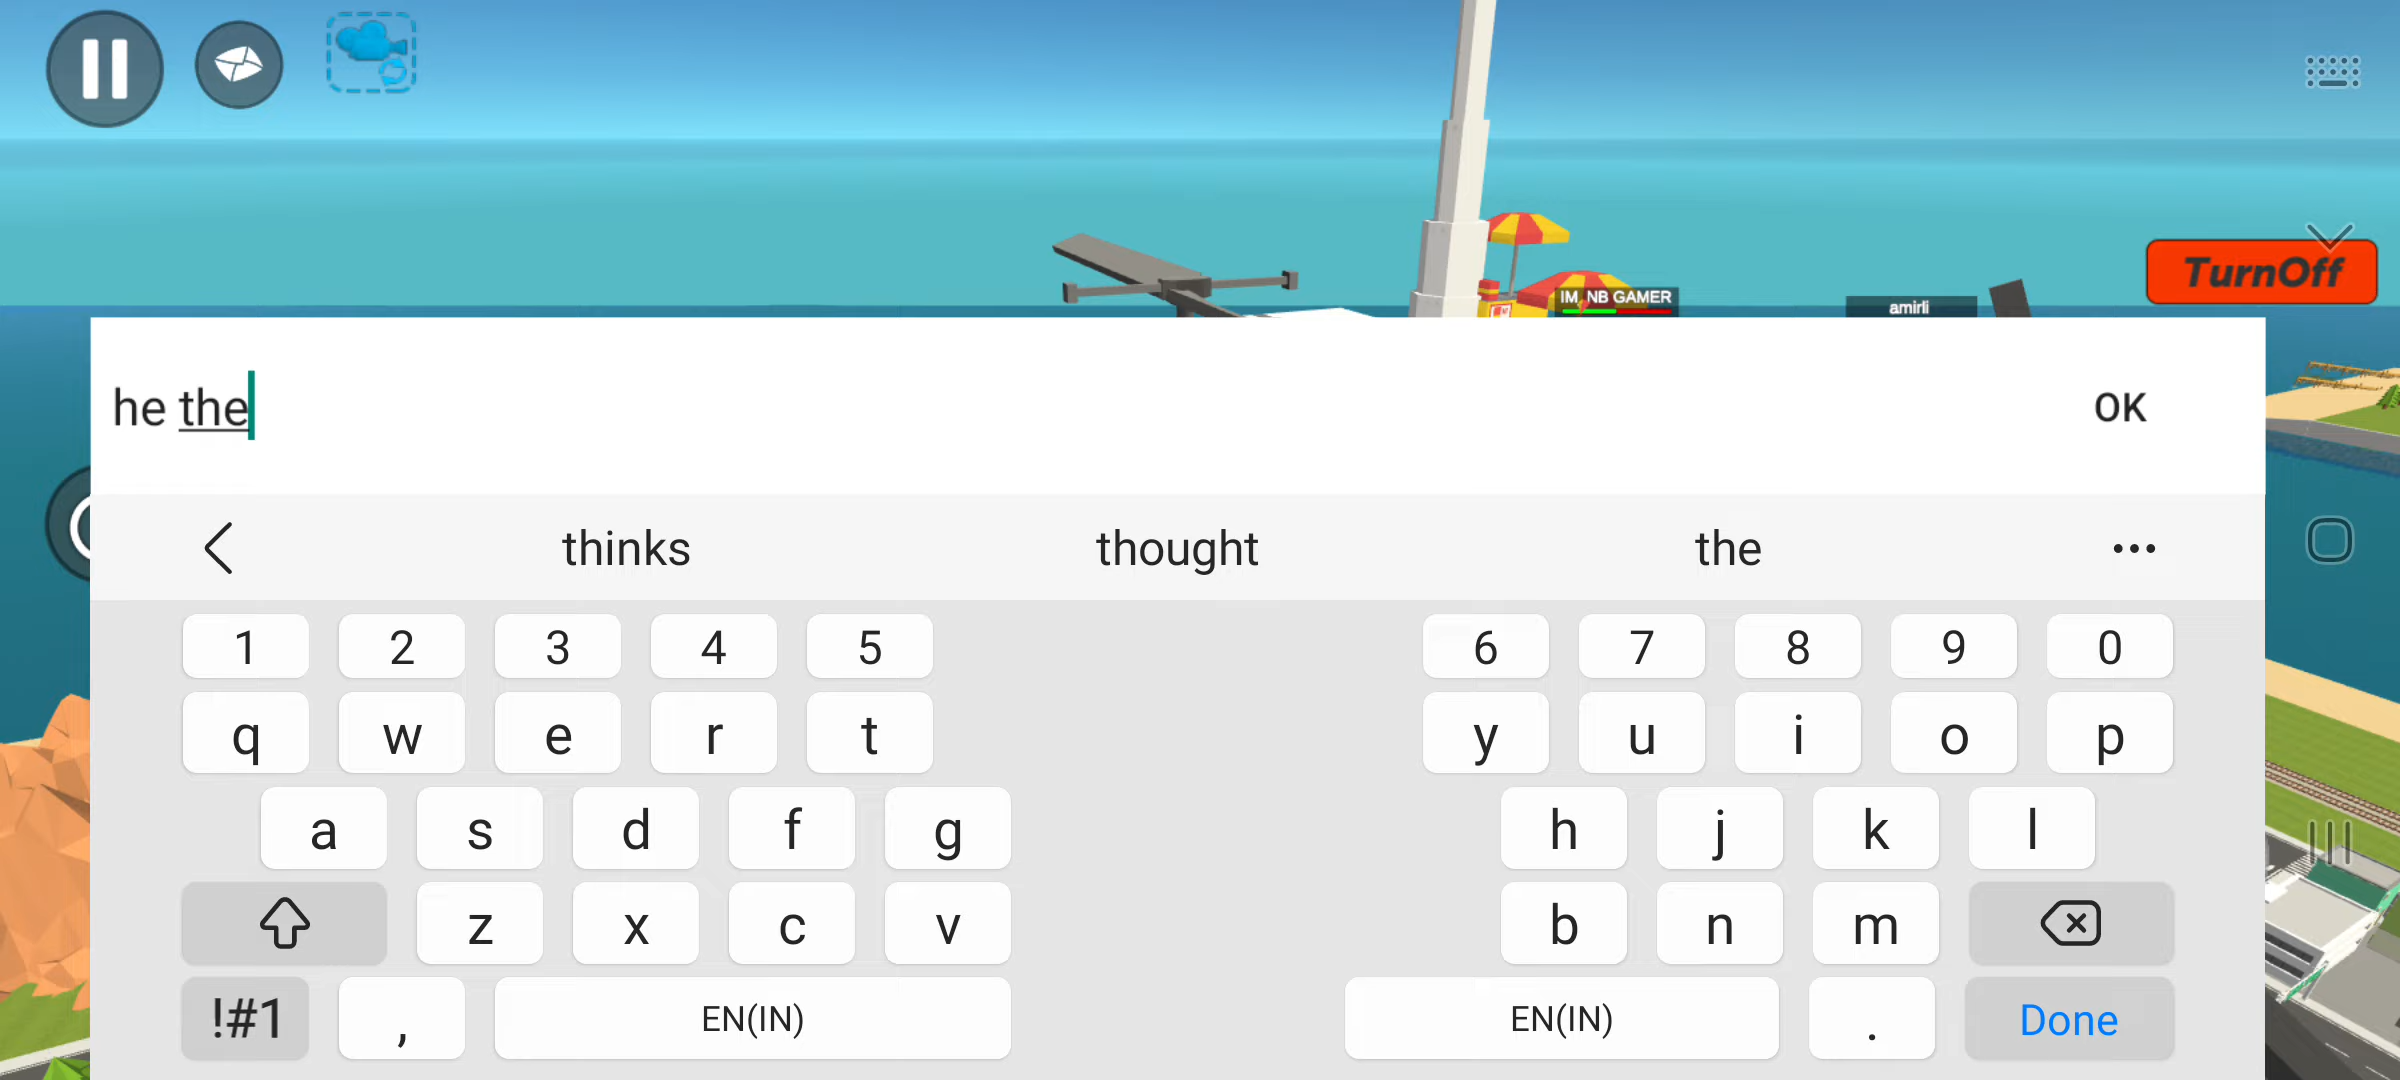 TurnOff
IM_NB GAMER
amirli
he the
OK
thinks thought the
1 2 3 4 5 6 7 8 9 0
q w e r t y u i o p
a s d f g h j k l
z x c v b n m
!#1 , EN(IN) EN(IN) . Done